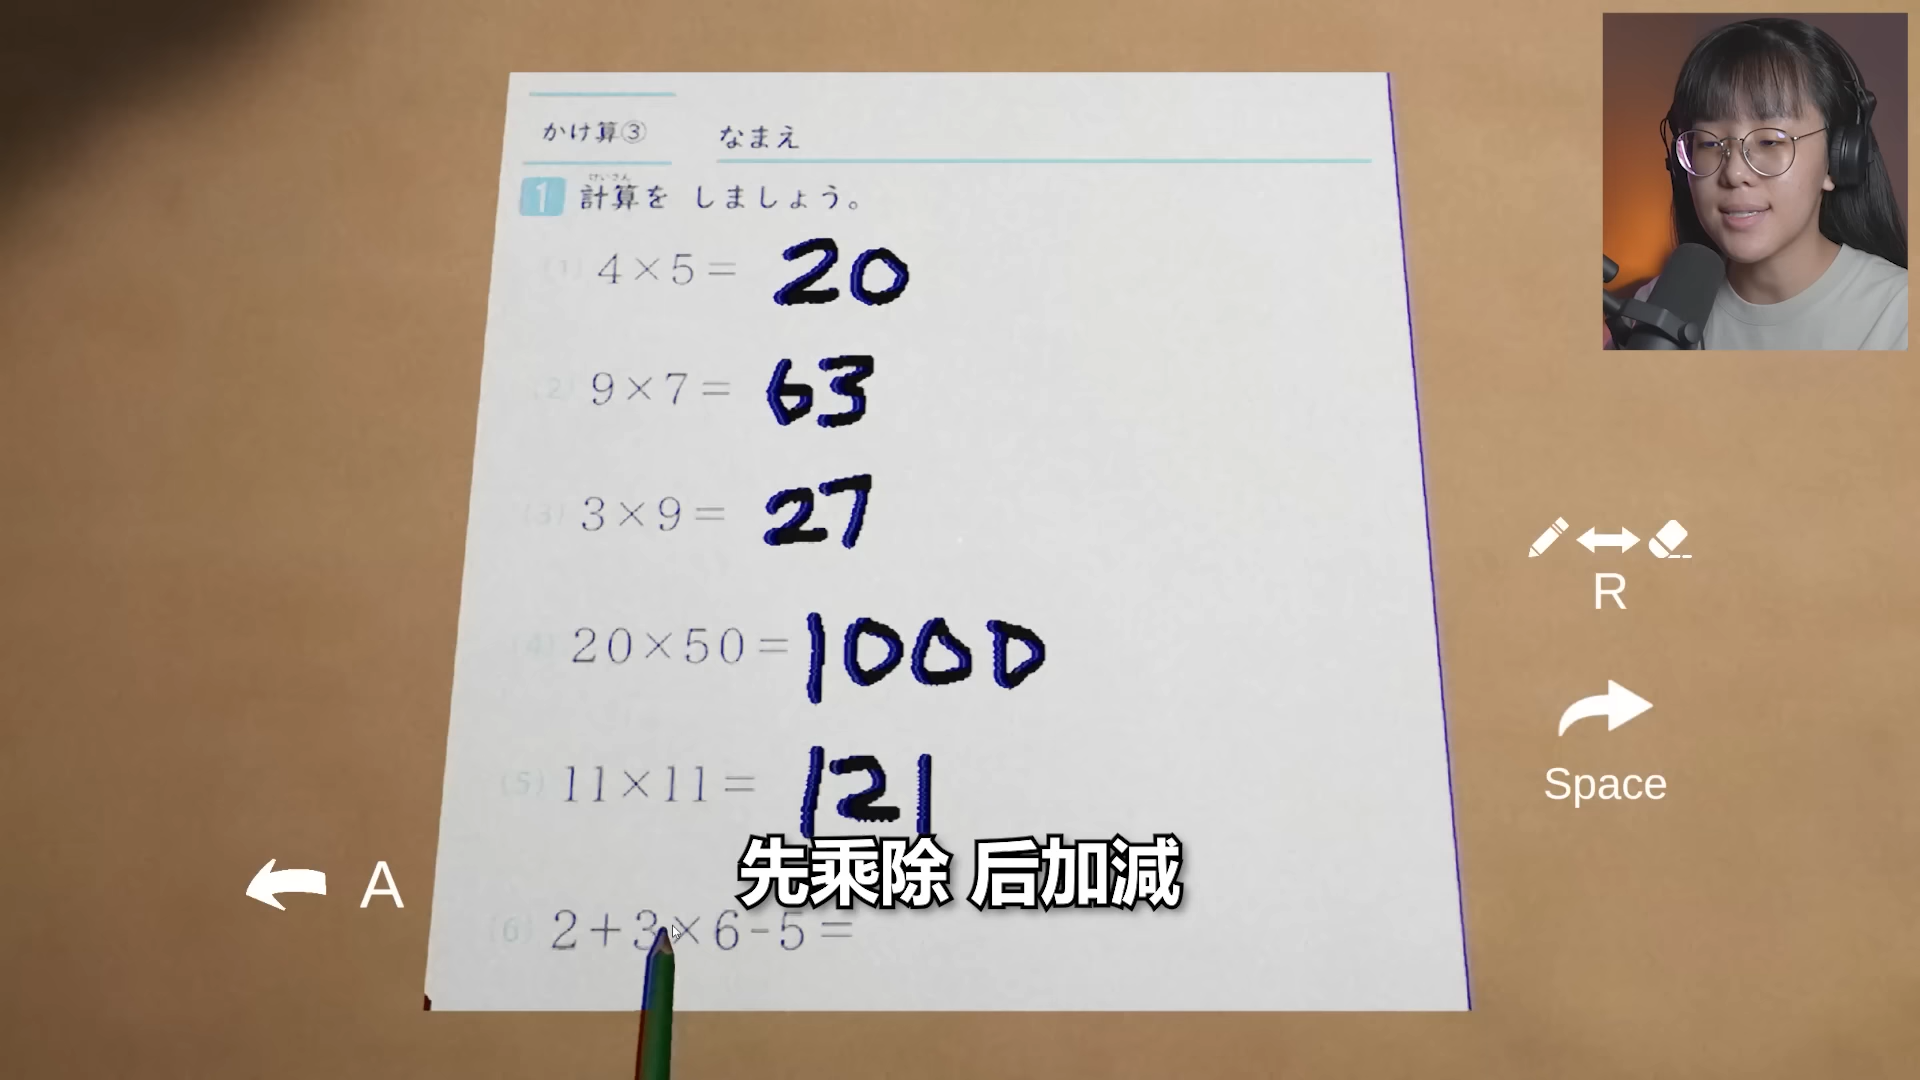 かけ算③ なまえ
けいさん
1 計算を しましょう。
(1) 4×5= 20
(2) 9×7= 63
(3) 3×9= 27
(4) 20×50= 1000
(5) 11×11= 121
先乘除 后加减
(6) 2+3×6-5=
R
Space
A